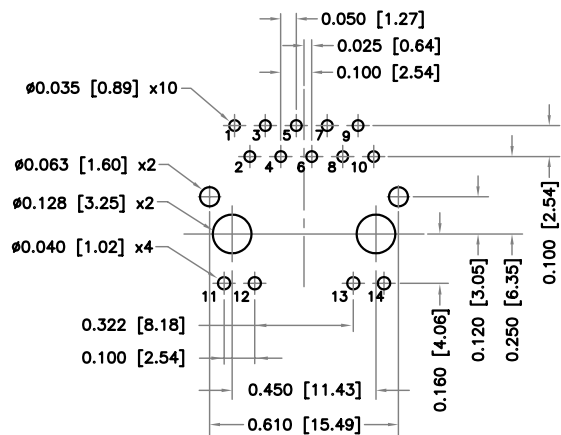 0.050 [1.27]
0.025 [0.64]
0.100 [2.54]
ø0.035 [0.89] x10
1 3 5 7 9
2 4 6 8 10
ø0.063 [1.60] x2
ø0.128 [3.25] x2
ø0.040 [1.02] x4
11 12 13 14
0.322 [8.18]
0.100 [2.54]
0.450 [11.43]
0.610 [15.49]
0.160 [4.06]
0.120 [3.05]
0.250 [6.35]
0.100 [2.54]